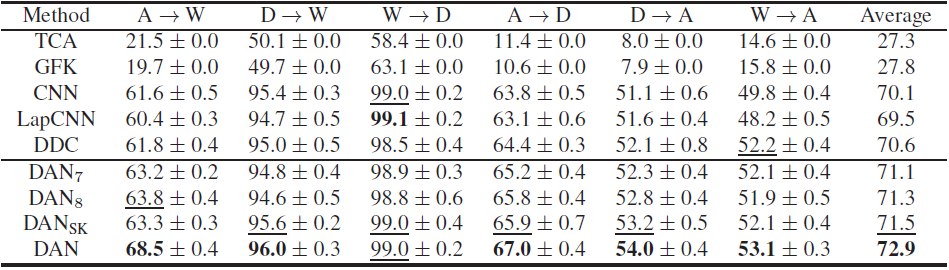 Method A → W D → W W → D A → D D → A W → A Average
TCA 21.5 ± 0.0 50.1 ± 0.0 58.4 ± 0.0 11.4 ± 0.0 8.0 ± 0.0 14.6 ± 0.0 27.3
GFK 19.7 ± 0.0 49.7 ± 0.0 63.1 ± 0.0 10.6 ± 0.0 7.9 ± 0.0 15.8 ± 0.0 27.8
CNN 61.6 ± 0.5 95.4 ± 0.3 99.0 ± 0.2 63.8 ± 0.5 51.1 ± 0.6 49.8 ± 0.4 70.1
LapCNN 60.4 ± 0.3 94.7 ± 0.5 99.1 ± 0.2 63.1 ± 0.6 51.6 ± 0.4 48.2 ± 0.5 69.5
DDC 61.8 ± 0.4 95.0 ± 0.5 98.5 ± 0.4 64.4 ± 0.3 52.1 ± 0.8 52.2 ± 0.4 70.6
DAN₇ 63.2 ± 0.2 94.8 ± 0.4 98.9 ± 0.3 65.2 ± 0.4 52.3 ± 0.4 52.1 ± 0.4 71.1
DAN₈ 63.8 ± 0.4 94.6 ± 0.5 98.8 ± 0.6 65.8 ± 0.4 52.8 ± 0.4 51.9 ± 0.5 71.3
DANSK 63.3 ± 0.3 95.6 ± 0.2 99.0 ± 0.4 65.9 ± 0.7 53.2 ± 0.5 52.1 ± 0.4 71.5
DAN 68.5 ± 0.4 96.0 ± 0.3 99.0 ± 0.2 67.0 ± 0.4 54.0 ± 0.4 53.1 ± 0.3 72.9